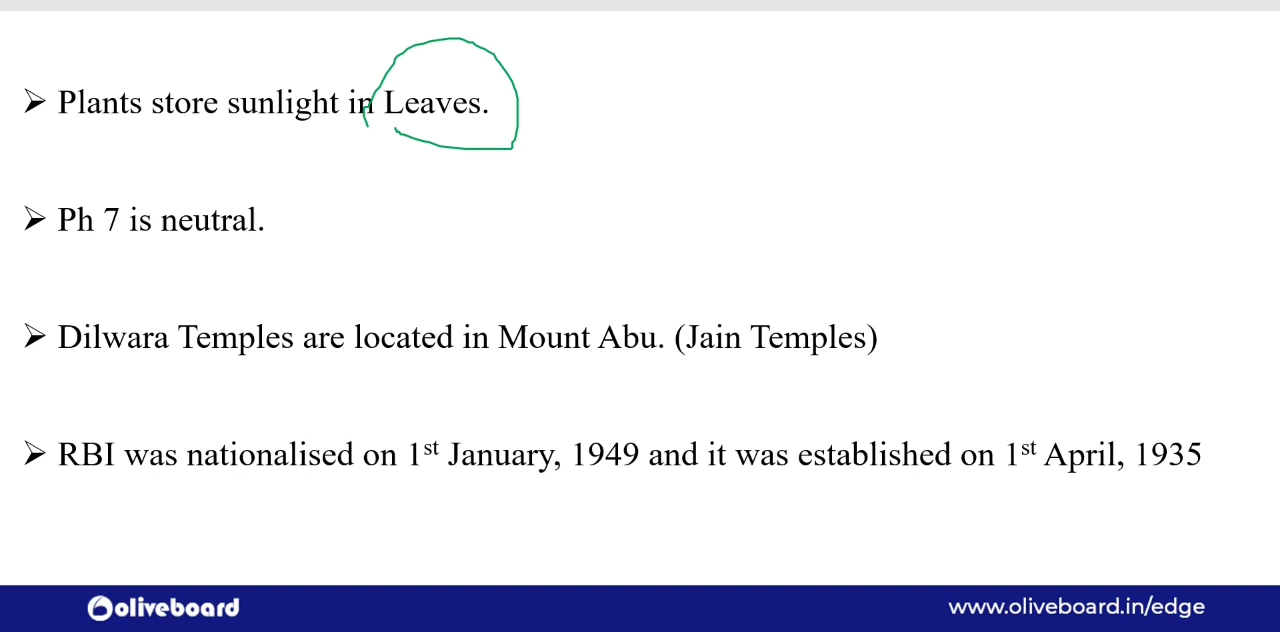 ➤ Plants store sunlight in Leaves.
➤ Ph 7 is neutral.
➤ Dilwara Temples are located in Mount Abu. (Jain Temples)
➤ RBI was nationalised on 1st January, 1949 and it was established on 1st April, 1935
oliveboard www.oliveboard.in/edge